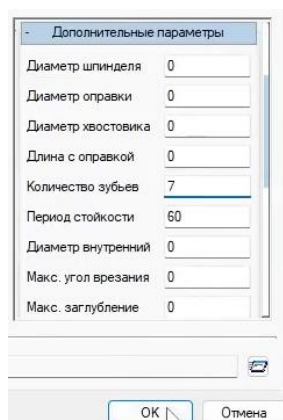 - Дополнительные параметры
Диаметр шпинделя 0
Диаметр оправки 0
Диаметр хвостовика 0
Длина с оправкой 0
Количество зубьев 7
Период стойкости 60
Диаметр внутренний 0
Макс. угол врезания 0
Макс. заглубление 0
OK Отмена